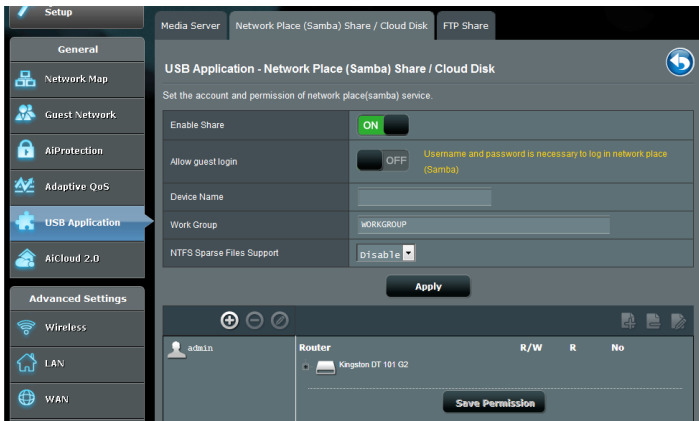 Setup
General
Network Map
Guest Network
AiProtection
Adaptive QoS
USB Application
AiCloud 2.0
Advanced Settings
Wireless
LAN
WAN
Media Server
Network Place (Samba) Share / Cloud Disk
FTP Share
USB Application - Network Place (Samba) Share / Cloud Disk
Set the account and permission of network place(samba) service.
Enable Share
ON
Allow guest login
OFF
Username and password is necessary to log in network place
(Samba)
Device Name
Work Group
WORKGROUP
NTFS Sparse Files Support
Disable
Apply
admin
Router
R/W
R
No
Kingston DT 101 G2
Save Permission